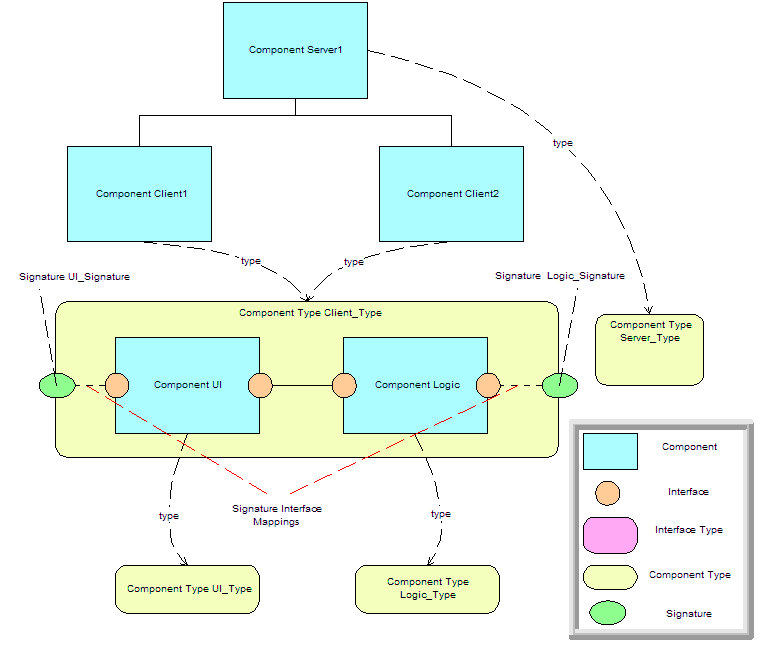 Component Server1
type
Component Client1
Component Client2
type
type
Signature UI_Signature
Signature Logic_Signature
Component Type Client_Type
Component Type
Server_Type
Component UI
Component Logic
Signature Interface
Mappings
type
type
Component Type UI_Type
Component Type
Logic_Type
Component
Interface
Interface Type
Component Type
Signature